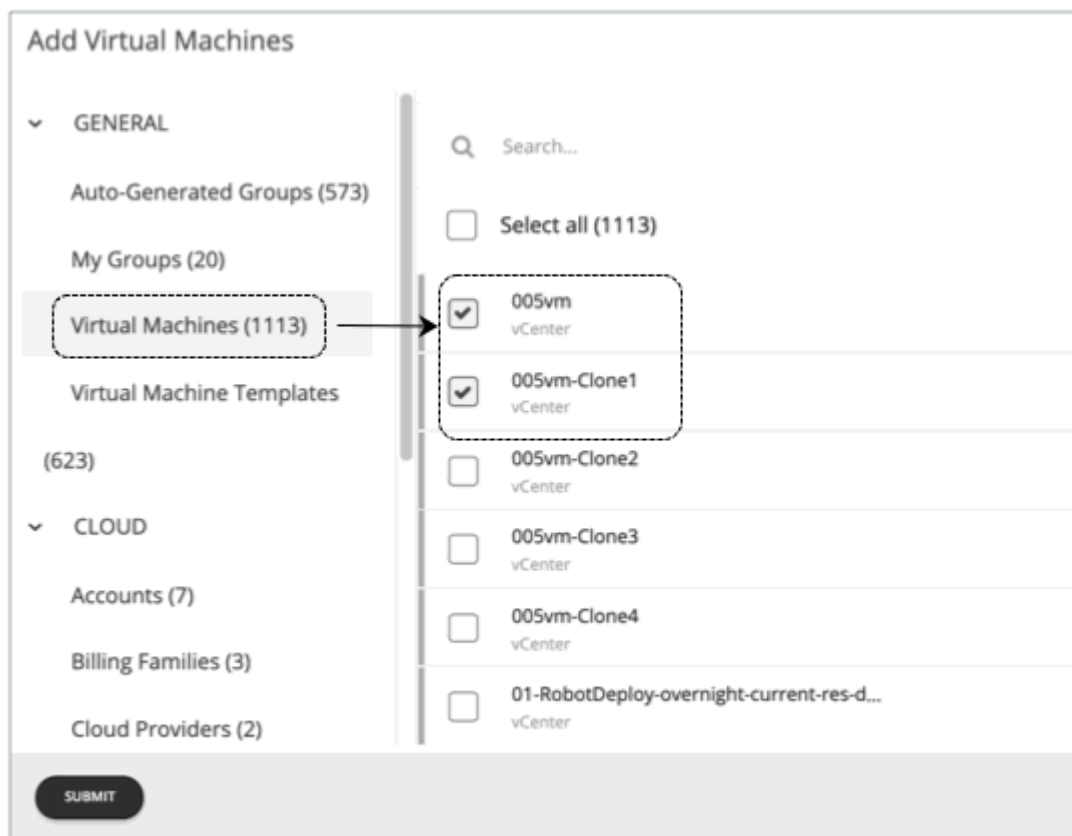 Add Virtual Machines
GENERAL
Auto-Generated Groups (573)
My Groups (20)
Virtual Machines (1113)
Virtual Machine Templates
(623)
CLOUD
Accounts (7)
Billing Families (3)
Cloud Providers (2)
Search...
Select all (1113)
005vm
vCenter
005vm-Clone1
vCenter
005vm-Clone2
vCenter
005vm-Clone3
vCenter
005vm-Clone4
vCenter
01-RobotDeploy-overnight-current-res-d...
vCenter
SUBMIT